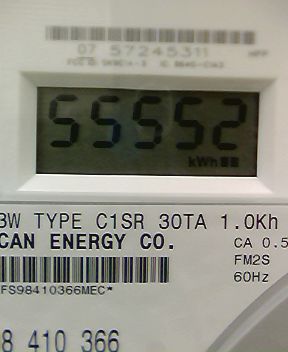 07 57245311
55552
kWh
3W TYPE C1SR 30TA 1.0Kh
CAN ENERGY CO.
CA 0.5
FM2S
60Hz
FS98410366MEC*
8 410 366